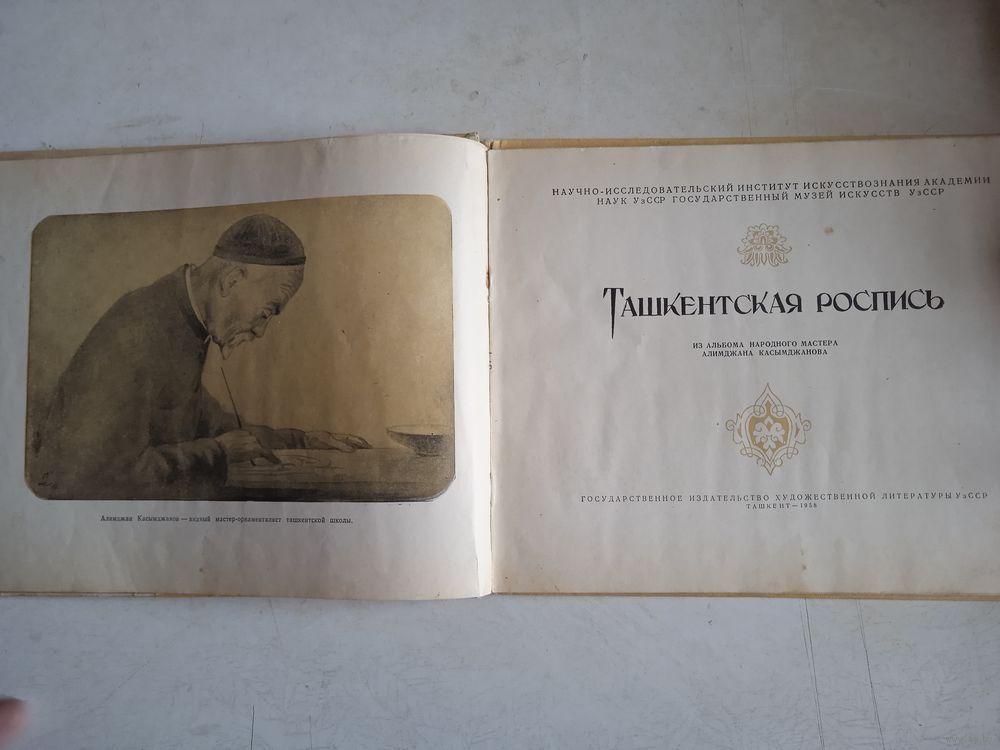 Алимджан Касымджанов — видный мастер-орнаменталист ташкентской школы.
НАУЧНО-ИССЛЕДОВАТЕЛЬСКИЙ ИНСТИТУТ ИСКУССТВОЗНАНИЯ АКАДЕМИИ
НАУК УзССР ГОСУДАРСТВЕННЫЙ МУЗЕЙ ИСКУССТВ УзССР
ТАШКЕНТСКАЯ РОСПИСЬ
ИЗ АЛЬБОМА НАРОДНОГО МАСТЕРА
АЛИМДЖАНА КАСЫМДЖАНОВА
ГОСУДАРСТВЕННОЕ ИЗДАТЕЛЬСТВО ХУДОЖЕСТВЕННОЙ ЛИТЕРАТУРЫ УзССР
ТАШКЕНТ — 1958